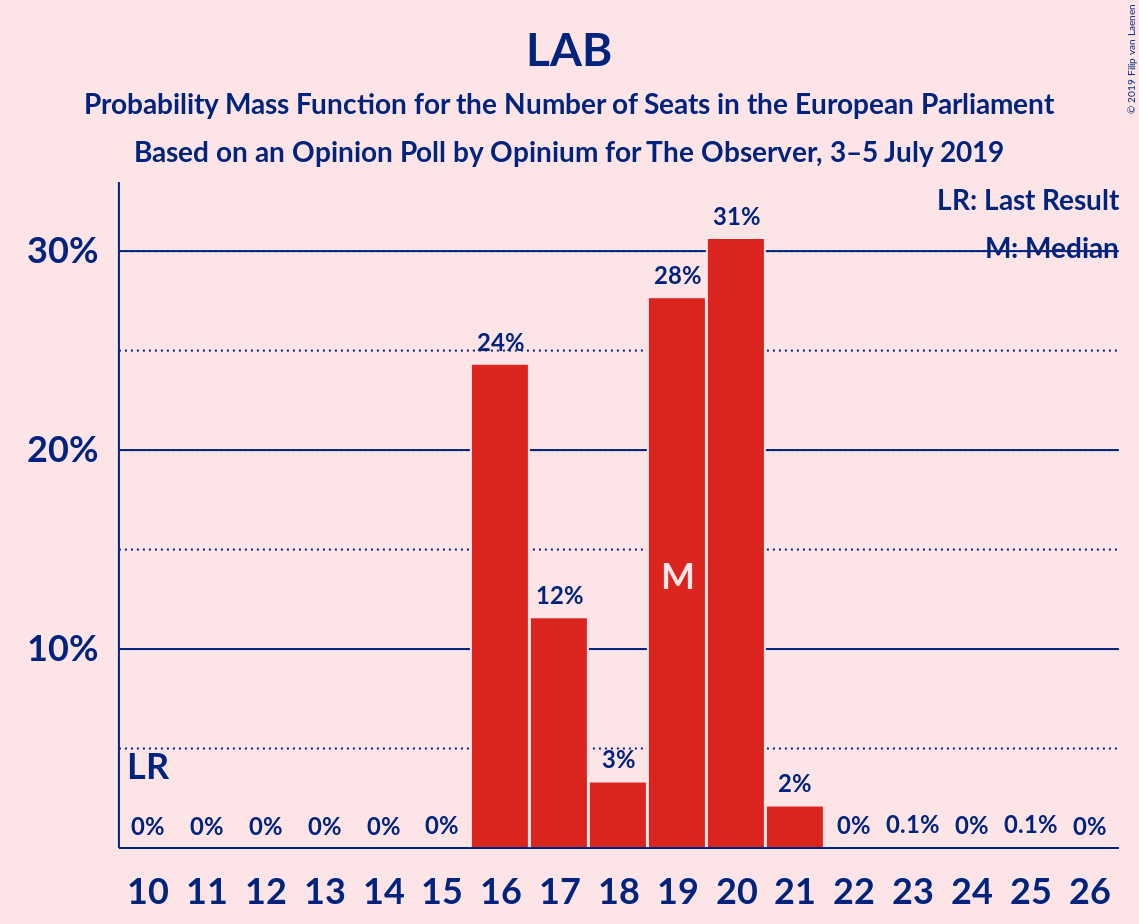 LAB
Probability Mass Function for the Number of Seats in the European Parliament
Based on an Opinion Poll by Opinium for The Observer, 3–5 July 2019
© 2019 Filip van Laenen
LR: Last Result
M: Median
30%
20%
10%
31%
28%
24%
12%
3%
2%
M
LR
0% 0% 0% 0% 0% 0% 0% 0.1% 0% 0.1% 0%
10 11 12 13 14 15 16 17 18 19 20 21 22 23 24 25 26